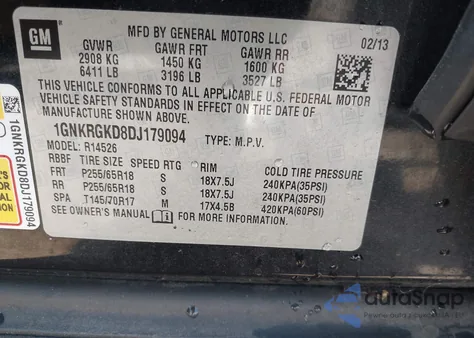 GM
MFD BY GENERAL MOTORS LLC
02/13
GVWR GAWR FRT GAWR RR
2908 KG 1450 KG 1600 KG
6411 LB 3196 LB 3527 LB
THIS VEHICLE CONFORMS TO ALL APPLICABLE U.S. FEDERAL MOTOR
VEHICLE SAFETY STANDARDS IN EFFECT ON THE DATE OF
MANUFACTURE SHOWN ABOVE.
1GNKRGKD8DJ179094 TYPE: M.P.V.
MODEL: R14526
RBBF TIRE SIZE SPEED RTG RIM COLD TIRE PRESSURE
FRT P255/65R18 S 18X7.5J 240KPA(35PSI)
RR P255/65R18 S 18X7.5J 240KPA(35PSI)
SPA T145/70R17 M 17X4.5B 420KPA(60PSI)
SEE OWNER'S MANUAL FOR MORE INFORMATION.
1GNKRGKD8DJ179094
autoSnap